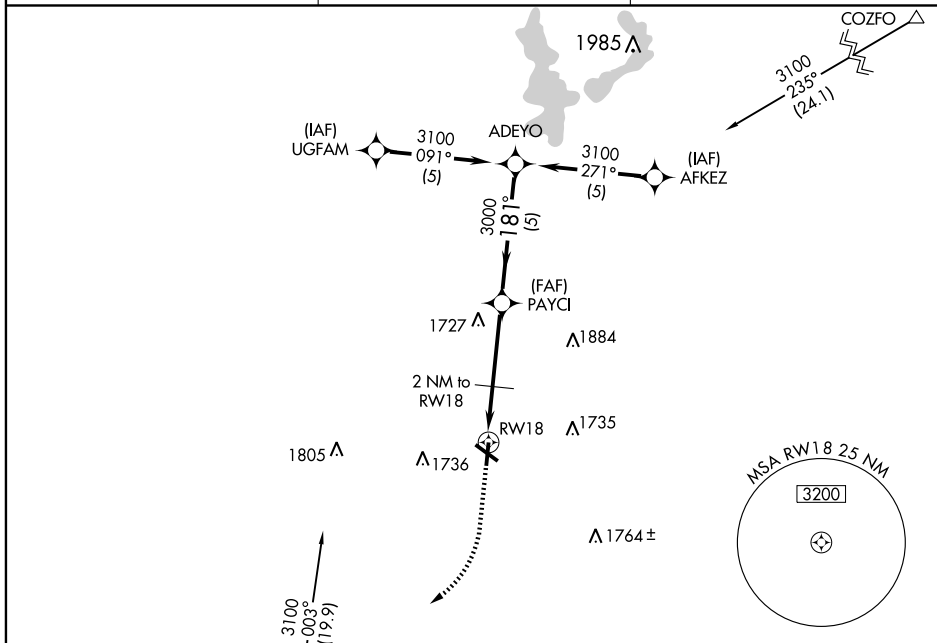 COZFO
1985
3100
235°
(24.1)
(IAF)
UGFAM
3100
091°
(5)
ADEYO
3100
271°
(5)
(IAF)
AFKEZ
3000
181°
(5)
(FAF)
PAYCI
1727
1884
2 NM to
RW18
RW18
1735
1805
1736
MSA RW18 25 NM
3200
1764±
3100
003°
(19.9)